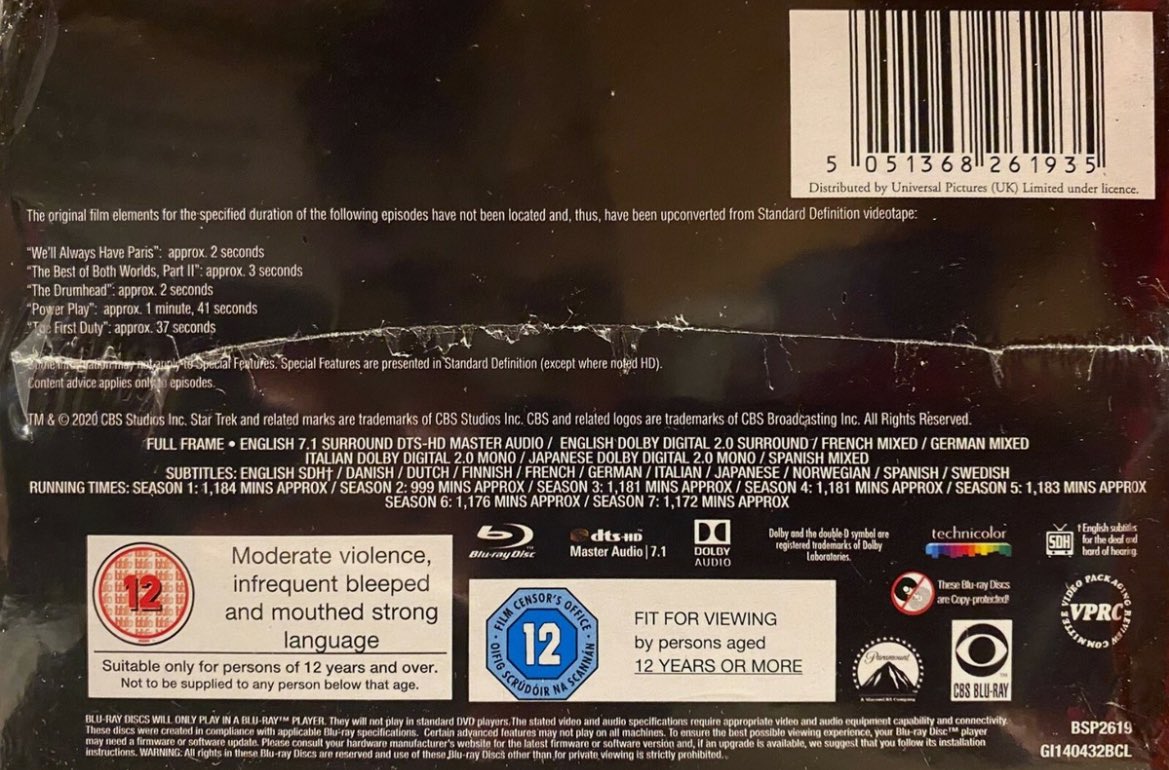 5 051368 261935
Distributed by Universal Pictures (UK) Limited under licence.
The original film elements for the specified duration of the following episodes have not been located and, thus, have been upconverted from Standard Definition videotape:
"We'll Always Have Paris": approx. 2 seconds
"The Best of Both Worlds, Part II": approx. 3 seconds
"The Drumhead": approx. 2 seconds
"Power Play": approx. 1 minute, 41 seconds
"The First Duty": approx. 37 seconds
information may not apply to Special Features. Special Features are presented in Standard Definition (except where noted HD).
Content advice applies only to episodes.
TM & © 2020 CBS Studios Inc. Star Trek and related marks are trademarks of CBS Studios Inc. CBS and related logos are trademarks of CBS Broadcasting Inc. All Rights Reserved.
FULL FRAME • ENGLISH 7.1 SURROUND DTS-HD MASTER AUDIO / ENGLISH DOLBY DIGITAL 2.0 SURROUND / FRENCH MIXED / GERMAN MIXED
ITALIAN DOLBY DIGITAL 2.0 MONO / JAPANESE DOLBY DIGITAL 2.0 MONO / SPANISH MIXED
SUBTITLES: ENGLISH SDH† / DANISH / DUTCH / FINNISH / FRENCH / GERMAN / ITALIAN / JAPANESE / NORWEGIAN / SPANISH / SWEDISH
RUNNING TIMES: SEASON 1: 1,184 MINS APPROX / SEASON 2: 999 MINS APPROX / SEASON 3: 1,181 MINS APPROX / SEASON 4: 1,181 MINS APPROX / SEASON 5: 1,183 MINS APPROX
SEASON 6: 1,176 MINS APPROX / SEASON 7: 1,172 MINS APPROX
12
Moderate violence,
infrequent bleeped
and mouthed strong
language
Suitable only for persons of 12 years and over.
Not to be supplied to any person below that age.
Blu-ray Disc
dts-HD
Master Audio | 7.1
DOLBY
AUDIO
Dolby and the double-D symbol are
registered trademarks of Dolby
Laboratories.
technicolor
SDH
† English subtitles
for the deaf and
hard of hearing
FILM CENSOR'S OFFICE
12
OIFIG SCRÚDÓIR NA SCANNÁN
FIT FOR VIEWING
by persons aged
12 YEARS OR MORE
These Blu-ray Discs
are Copy-protected!
VIDEO PACKAGING REVIEW COMMITTEE
VPRC
Paramount
CBS BLU-RAY
BLU-RAY DISCS WILL ONLY PLAY IN A BLU-RAY™ PLAYER. They will not play in standard DVD players. The stated video and audio specifications require appropriate video and audio equipment capability and connectivity.
These discs were created in compliance with applicable Blu-ray specifications. Certain advanced features may not play on all machines. To ensure the best possible viewing experience, your Blu-ray Disc™ player
may need a firmware or software update. Please consult your hardware manufacturer's website for the latest firmware or software version and, if an upgrade is available, we suggest that you follow its installation
instructions. WARNING: All rights in these Blu-ray Discs are reserved and use of these Blu-ray Discs other than for private viewing is strictly prohibited.
BSP2619
GI140432BCL